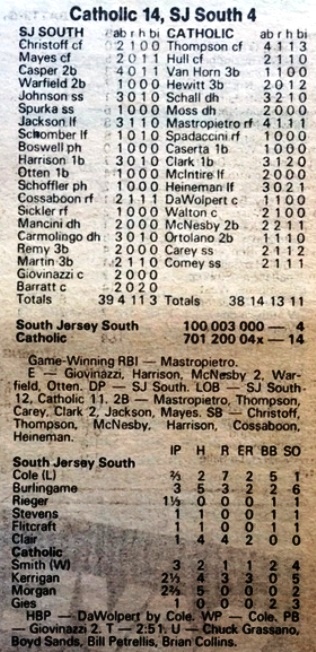 Catholic 14, SJ South 4
SJ SOUTH ab r h bi CATHOLIC ab r h bi
Christoff cf 2 1 0 0 Thompson cf 4 1 1 3
Mayes cf 2 0 1 1 Hull cf 2 1 1 0
Casper 2b 4 0 1 1 Van Horn 3b 1 1 0 0
Warfield 2b 1 0 0 0 Hewitt 3b 2 0 1 2
Johnson ss 3 0 1 0 Schall dh 3 2 1 0
Spurka ss 1 0 0 0 Moss dh 2 0 0 0
Jackson lf 3 1 1 0 Mastropietro rf 4 1 1 1
Schomber lf 1 0 1 0 Spadaccini rf 1 0 0 0
Boswell ph 1 0 0 0 Caserta 1b 1 0 0 0
Harrison 1b 3 0 1 0 Clark 1b 3 1 2 0
Otten 1b 1 0 0 0 McIntire lf 2 0 0 0
Schoffler ph 1 0 0 0 Heineman lf 3 0 2 1
Cossaboon rf 2 1 1 1 DaWolpert c 1 1 0 0
Sickler rf 1 0 0 0 Walton c 2 1 0 0
Mancini dh 2 0 0 0 McNesby 2b 2 2 1 1
Carmolingo dh 3 0 1 0 Ortolano 2b 1 1 1 0
Remy 3b 2 0 0 0 Carey ss 2 1 1 2
Martin 3b 2 1 1 0 Comey ss 2 1 1 1
Giovinazzi c 2 0 0 0
Barratt c 2 0 2 0
Totals 39 4 11 3 Totals 38 14 13 11
South Jersey South 100 003 000 — 4
Catholic 701 200 04x — 14
Game-Winning RBI — Mastropietro.
E — Giovinazzi, Harrison, McNesby 2, War-
field, Otten. DP — SJ South. LOB — SJ South
12, Catholic 11. 2B — Mastropietro, Thompson,
Carey, Clark 2, Jackson, Mayes. SB — Christoff,
Thompson, McNesby, Harrison, Cossaboon,
Heineman.
IP H R ER BB SO
South Jersey South
Cole (L) ⅔ 2 7 2 5 1
Burlingame 3 5 3 2 2 6
Rieger 1⅓ 0 0 0 1 1
Stevens 1 1 0 0 1 1
Flitcraft 1 1 0 0 1 1
Clair 1 4 4 2 0 0
Catholic
Smith (W) 3 2 1 1 2 4
Kerrigan 2⅓ 4 3 3 0 5
Morgan 2⅔ 5 0 0 0 2
Gies 1 0 0 0 2 3
HBP — DaWolpert by Cole. WP — Cole. PB
— Giovinazzi 2. T — 2:51. U — Chuck Grassano,
Boyd Sands, Bill Petrellis, Brian Collins.